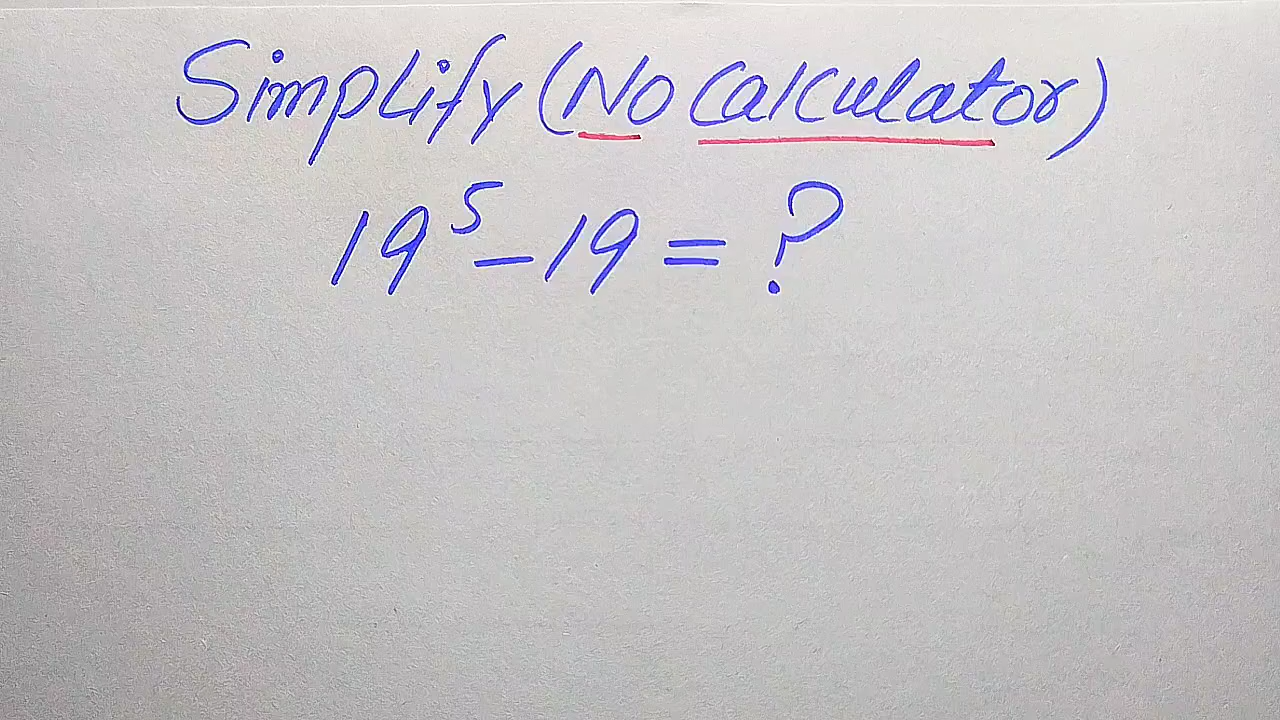 Simplify (No Calculator)
19⁵ - 19 = ?